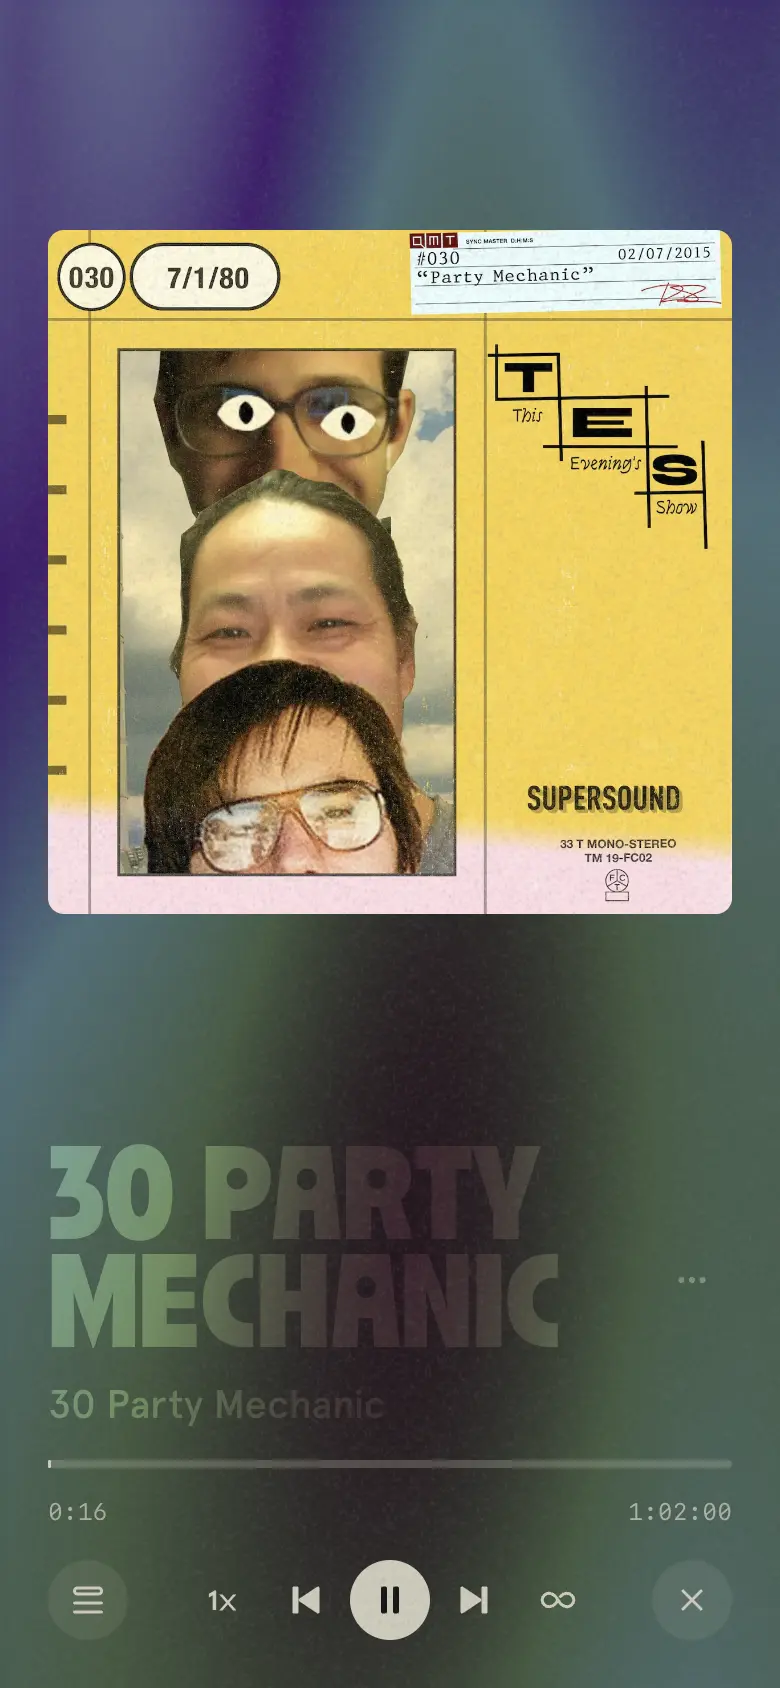 030
7/1/80
QMT SYNC MASTER D:H:M:S
#030 02/07/2015
“Party Mechanic”
T
This
E
Evening's
S
Show
SUPERSOUND
33 T MONO-STEREO
TM 19-FC02
F C
T
30 PARTY
MECHANIC
30 Party Mechanic
0:16 1:02:00
1x